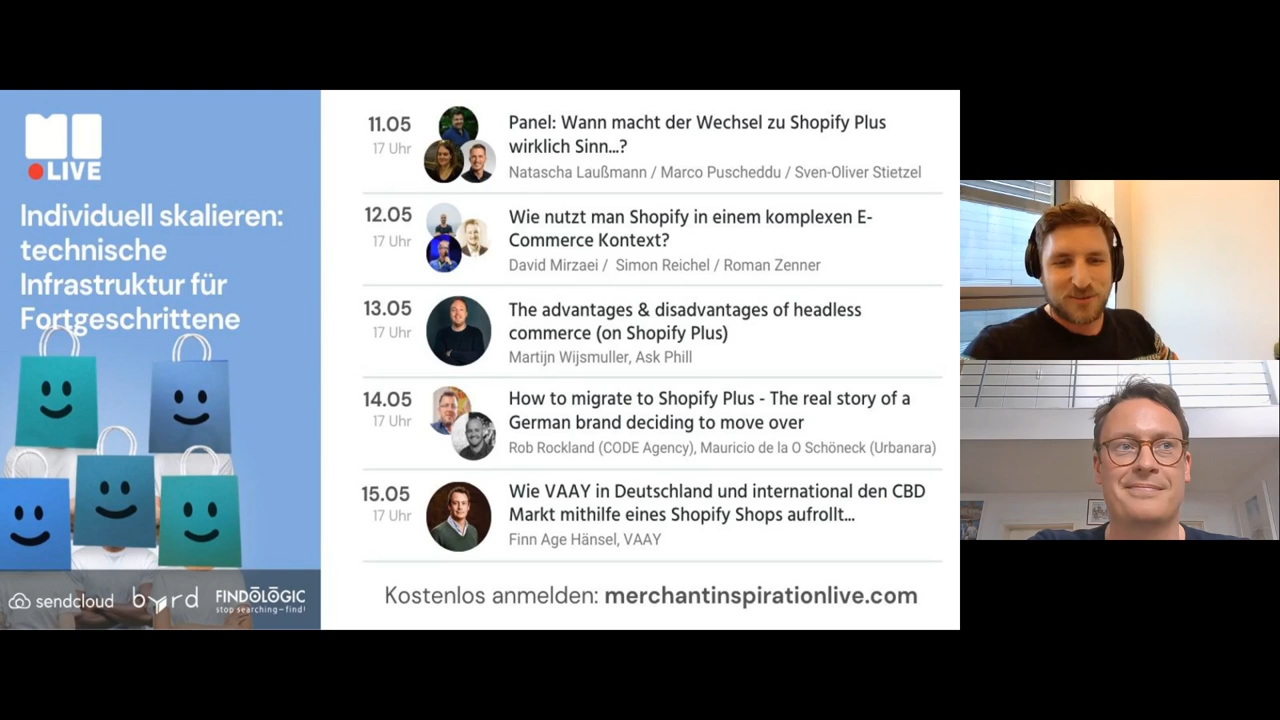 LIVE
Individuell skalieren:
technische
Infrastruktur für
Fortgeschrittene
sendcloud
byrd
FINDOLOGIC
stop searching – find!
11.05
17 Uhr
Panel: Wann macht der Wechsel zu Shopify Plus
wirklich Sinn...?
Natascha Laußmann / Marco Puscheddu / Sven-Oliver Stietzel
12.05
17 Uhr
Wie nutzt man Shopify in einem komplexen E-
Commerce Kontext?
David Mirzaei / Simon Reichel / Roman Zenner
13.05
17 Uhr
The advantages & disadvantages of headless
commerce (on Shopify Plus)
Martijn Wijsmuller, Ask Phill
14.05
17 Uhr
How to migrate to Shopify Plus - The real story of a
German brand deciding to move over
Rob Rockland (CODE Agency), Mauricio de la O Schöneck (Urbanara)
15.05
17 Uhr
Wie VAAY in Deutschland und international den CBD
Markt mithilfe eines Shopify Shops aufrollt...
Finn Age Hänsel, VAAY
Kostenlos anmelden: merchantinspirationlive.com